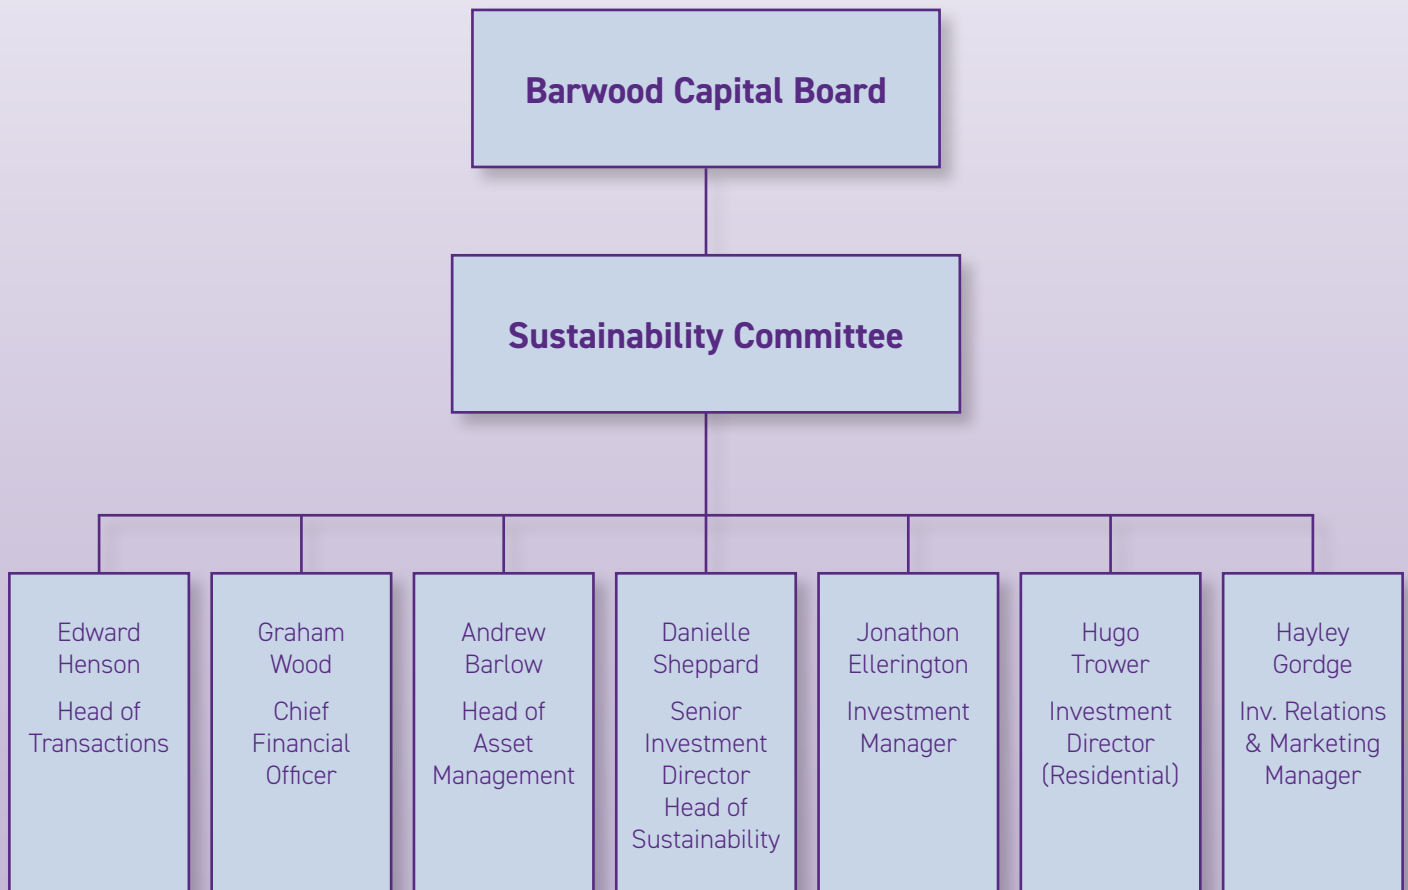 Barwood Capital Board
Sustainability Committee
Edward
Henson
Head of
Transactions
Graham
Wood
Chief
Financial
Officer
Andrew
Barlow
Head of
Asset
Management
Danielle
Sheppard
Senior
Investment
Director
Head of
Sustainability
Jonathon
Ellerington
Investment
Manager
Hugo
Trower
Investment
Director
(Residential)
Hayley
Gordge
Inv. Relations
& Marketing
Manager